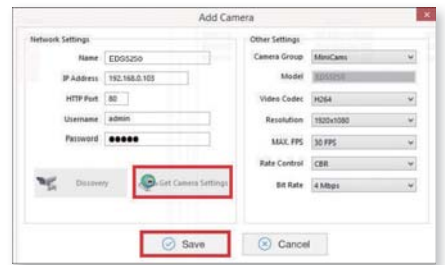 Add Camera
Network Settings
Name EDS5250
IP Address 192.168.0.103
HTTP Port 80
Username admin
Password ●●●●●
Discovery
Get Camera Settings
Other Settings
Camera Group MiniCams
Model EDS5250
Video Codec H264
Resolution 1920x1080
MAX. FPS 30 FPS
Rate Control CBR
Bit Rate 4 Mbps
Save
Cancel